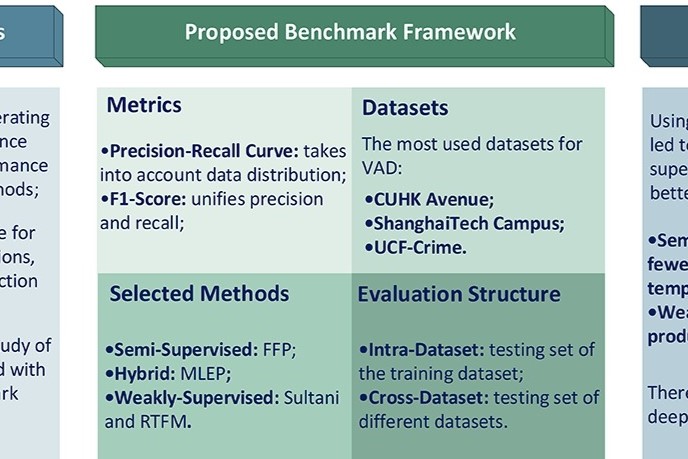 s
erating
nce
mance
nods;
e for
ions,
ction
udy of
d with
ark
Proposed Benchmark Framework
Metrics
•Precision-Recall Curve: takes
into account data distribution;
•F1-Score: unifies precision
and recall;
Datasets
The most used datasets for
VAD:
•CUHK Avenue;
•ShanghaiTech Campus;
•UCF-Crime.
Selected Methods
•Semi-Supervised: FFP;
•Hybrid: MLEP;
•Weakly-Supervised: Sultani
and RTFM.
Evaluation Structure
•Intra-Dataset: testing set of
the training dataset;
•Cross-Dataset: testing set of
different datasets.
Using
led to
supe
bette
•Sem
fewe
temp
•Wea
produ
There
deep